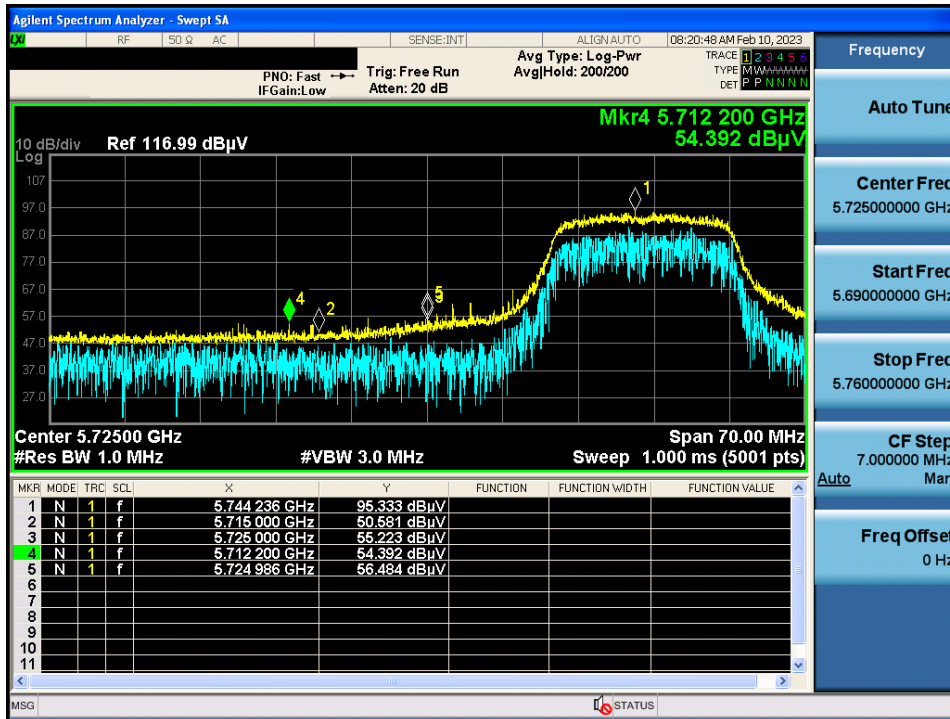 Agilent Spectrum Analyzer - Swept SA
LXI RF 50 Ω AC SENSE:INT ALIGN AUTO 08:20:48 AM Feb 10, 2023
Frequency
Avg Type: Log-Pwr TRACE 1 2 3 4 5 6
PNO: Fast Trig: Free Run Avg|Hold: 200/200 TYPE MWWWWW
IFGain:Low Atten: 20 dB DET P P N N N N
Auto Tune
Mkr4 5.712 200 GHz
54.392 dBµV
10 dB/div Ref 116.99 dBµV
Log
107
97.0
87.0
77.0
67.0
57.0
47.0
37.0
27.0
1
4
2
5
Center Freq
5.725000000 GHz
Start Freq
5.690000000 GHz
Stop Freq
5.760000000 GHz
Center 5.72500 GHz Span 70.00 MHz
#Res BW 1.0 MHz #VBW 3.0 MHz Sweep 1.000 ms (5001 pts)
CF Step
7.000000 MHz
Auto Man
Freq Offset
0 Hz
MKR MODE TRC SCL X Y FUNCTION FUNCTION WIDTH FUNCTION VALUE
1 N 1 f 5.744 236 GHz 95.333 dBµV
2 N 1 f 5.715 000 GHz 50.581 dBµV
3 N 1 f 5.725 000 GHz 55.223 dBµV
4 N 1 f 5.712 200 GHz 54.392 dBµV
5 N 1 f 5.724 986 GHz 56.484 dBµV
6
7
8
9
10
11
MSG STATUS